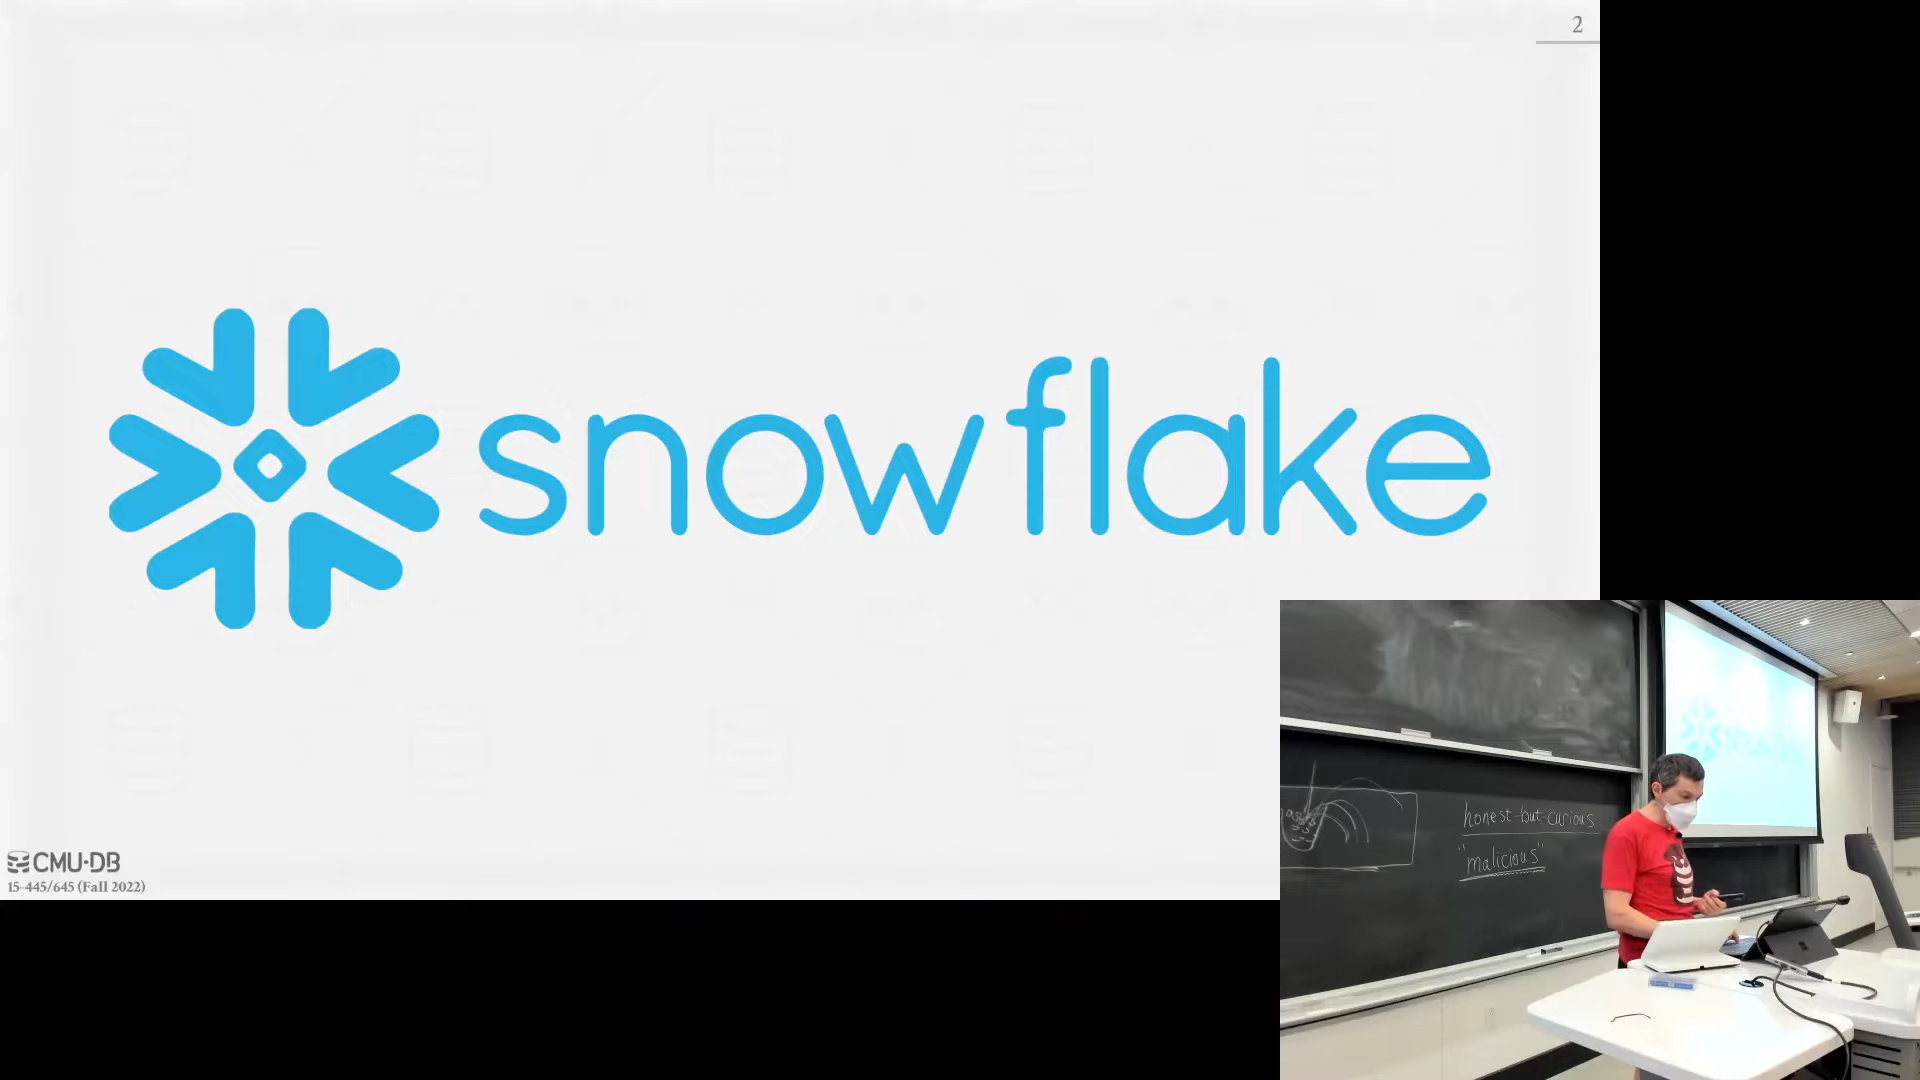 2
snowflake
CMU·DB
15-445/645 (Fall 2022)
honest-but-curious
"malicious"